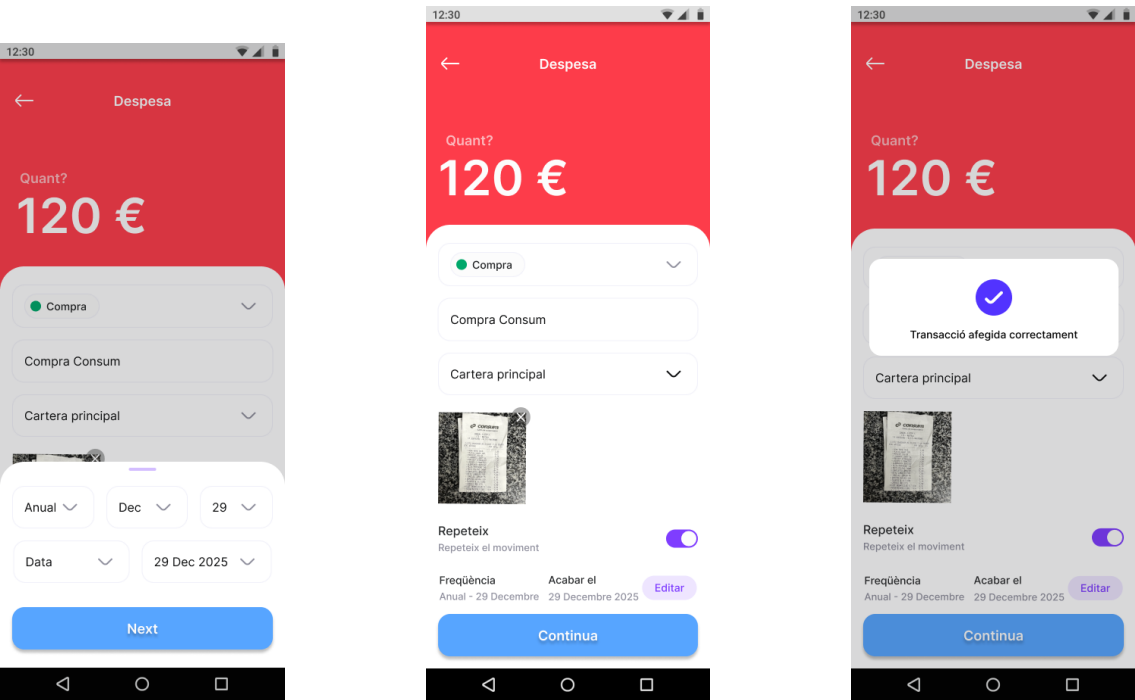 12:30
Despesa
Quant?
120 €
Compra
Compra Consum
Cartera principal
Anual
Dec
29
Data
29 Dec 2025
Next
12:30
Despesa
Quant?
120 €
Compra
Compra Consum
Cartera principal
consum
Repeteix
Repeteix el moviment
Freqüència
Acabar el
Anual - 29 Decembre
29 Decembre 2025
Editar
Continua
12:30
Despesa
Quant?
120 €
Transacció afegida correctament
Cartera principal
consum
Repeteix
Repeteix el moviment
Freqüència
Acabar el
Anual - 29 Decembre
29 Decembre 2025
Editar
Continua